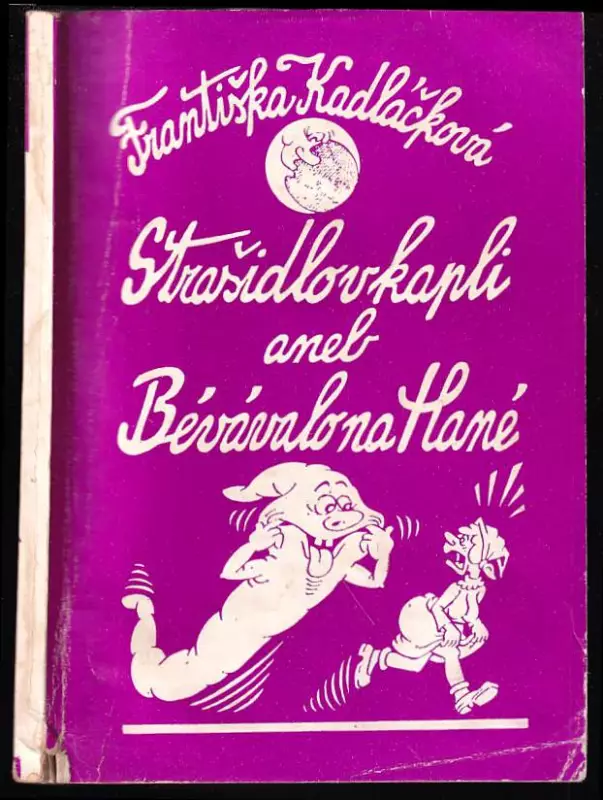 Františka Kadláčková
Strašidlo v kapli
aneb
Bévávalo na Hané